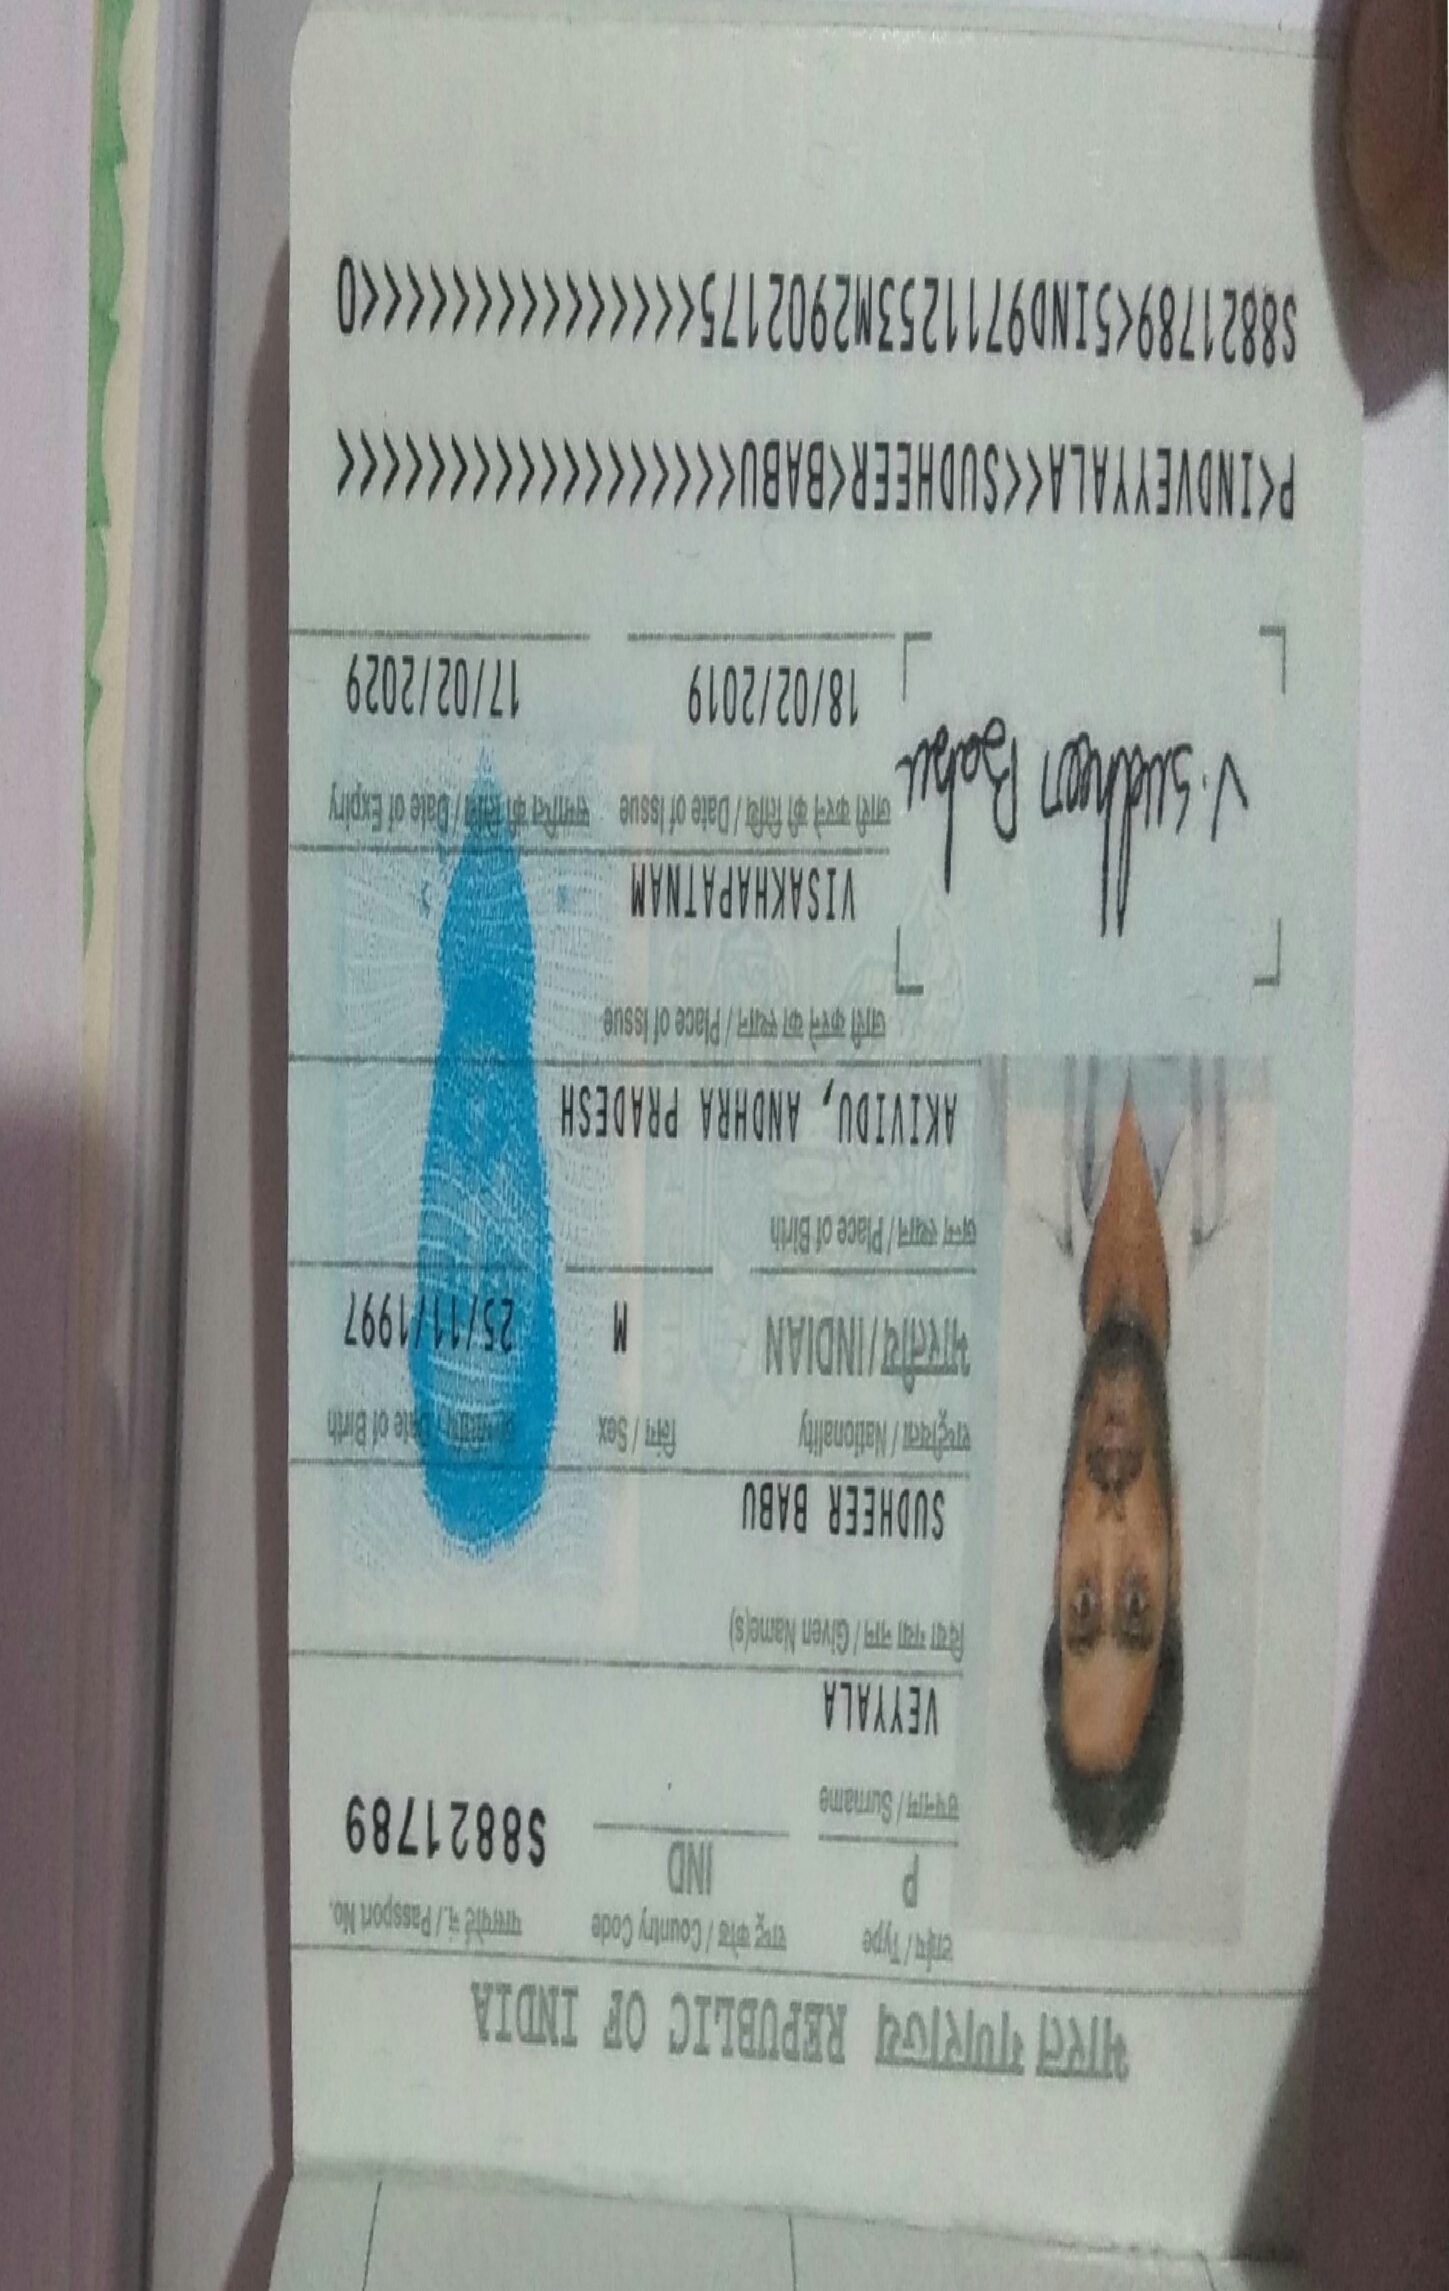 भारत गणराज्य REPUBLIC OF INDIA
टाईप / Type राष्ट्र कोड / Country Code पासपोर्ट नं. / Passport No.
P IND S8821789
उपनाम / Surname
VEYYALA
दिया गया नाम / Given Name(s)
SUDHEER BABU
राष्ट्रीयता / Nationality लिंग / Sex जन्मतिथि / Date of Birth
भारतीय/INDIAN M 25/11/1997
जन्म स्थान / Place of Birth
AKIVIDU, ANDHRA PRADESH
जारी करने का स्थान / Place of Issue
VISAKHAPATNAM
जारी करने की तिथि / Date of Issue समाप्ति की तिथि / Date of Expiry
18/02/2019 17/02/2029
V. Sudheer Babu
P<INDVEYYALA<<SUDHEER<BABU<<<<<<<<<<<<<<<<<<
S8821789<5IND9711253M2902175<<<<<<<<<<<<<<<0